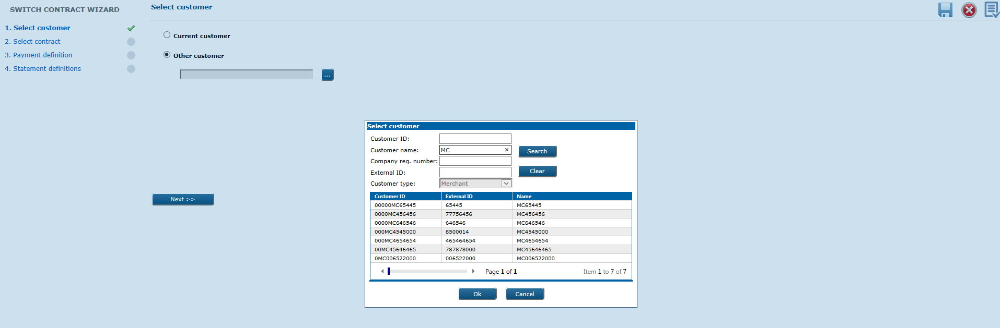 SWITCH CONTRACT WIZARD
1. Select customer
2. Select contract
3. Payment definition
4. Statement definitions
Select customer
Current customer
Other customer
...
Next >>
Select customer
Customer ID:
Customer name: MC
Company reg. number:
External ID:
Customer type: Merchant
Search
Clear
Customer ID External ID Name
00000MC65445 65445 MC65445
0000MC456456 77756456 MC456456
0000MC646546 646546 MC646546
000MC4545000 8500014 MC4545000
000MC4654654 465464654 MC4654654
00MC45646465 787878000 MC45646465
0MC006522000 006522000 MC006522000
Page 1 of 1 Item 1 to 7 of 7
Ok Cancel